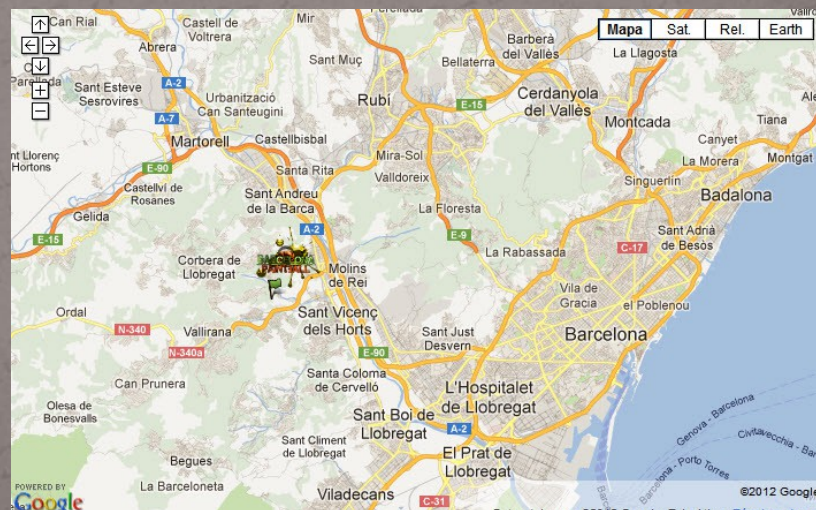 Can Rial
Castell de
Voltrera
Mir
Abrera
Sant Muç
Bellaterra
Barberà
del Vallès
La Llagosta
Mapa
Sat.
Rel.
Earth
A-2
Sant Esteve
Sesrovires
Urbanització
Can Santeugini
Rubí
E-15
Cerdanyola
del Vallès
Montcada
Tiana
A-7
Martorell
Castellbisbal
Canyet
Montgat
La Morera
E-90
Santa Rita
Mira-Sol
Valldoreix
Singuerlin
Badalona
Hortons
Castellví de
Rosanes
Sant Andreu
de la Barca
La Floresta
Gelida
E-15
A-2
E-9
La Rabassada
C-17
Sant Adrià
de Besòs
Corbera de
Llobregat
BARCELONA
PAINTBALL
Molins
de Rei
Vila de
Gracia
el Poblenou
Ordal
N-340
Vallirana
N-340a
Sant Vicenç
dels Horts
Sant Just
Desvern
Barcelona
E-90
Can Prunera
Santa Coloma
de Cervelló
L'Hospitalet
de Llobregat
Olesa de
Bonesvalls
Sant Boi de
Llobregat
A-2
Sant Climent
de Llobregat
Genova - Barcelona
Civitavecchia - Bar
Begues
El Prat de
Llobregat
Barcelona - Porto Torres
La Barceloneta
Viladecans
C-31
POWERED BY
Google
©2012 Google